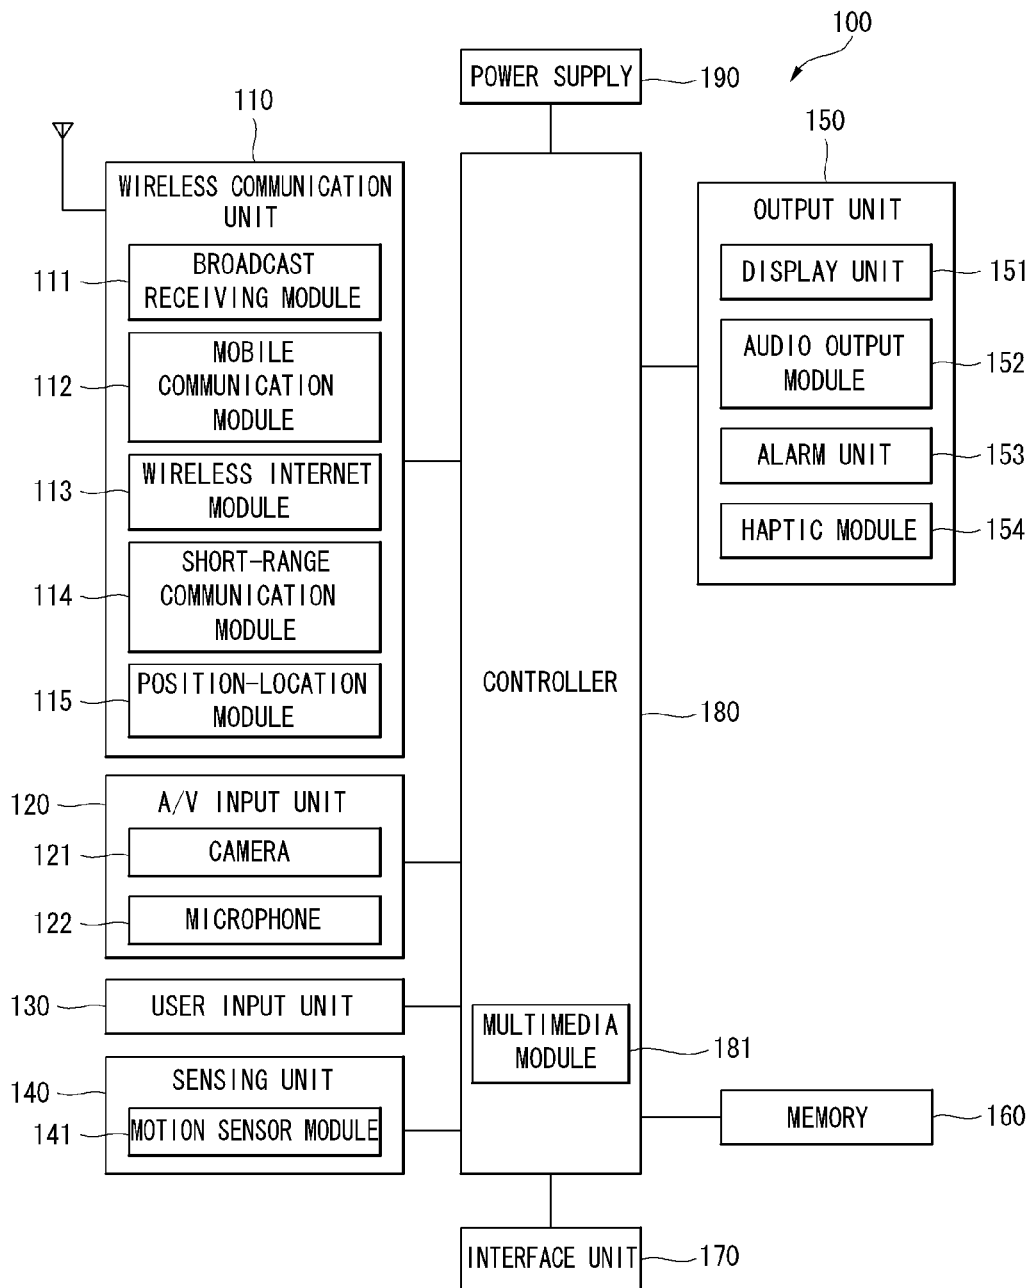 100
POWER SUPPLY
190
110
150
WIRELESS COMMUNICATION
UNIT
OUTPUT UNIT
111
BROADCAST
RECEIVING MODULE
DISPLAY UNIT
151
112
MOBILE
COMMUNICATION
MODULE
AUDIO OUTPUT
MODULE
152
113
WIRELESS INTERNET
MODULE
ALARM UNIT
153
HAPTIC MODULE
154
114
SHORT-RANGE
COMMUNICATION
MODULE
115
POSITION-LOCATION
MODULE
CONTROLLER
180
120
A/V INPUT UNIT
121
CAMERA
122
MICROPHONE
130
USER INPUT UNIT
MULTIMEDIA
MODULE
181
140
SENSING UNIT
141
MOTION SENSOR MODULE
MEMORY
160
INTERFACE UNIT
170